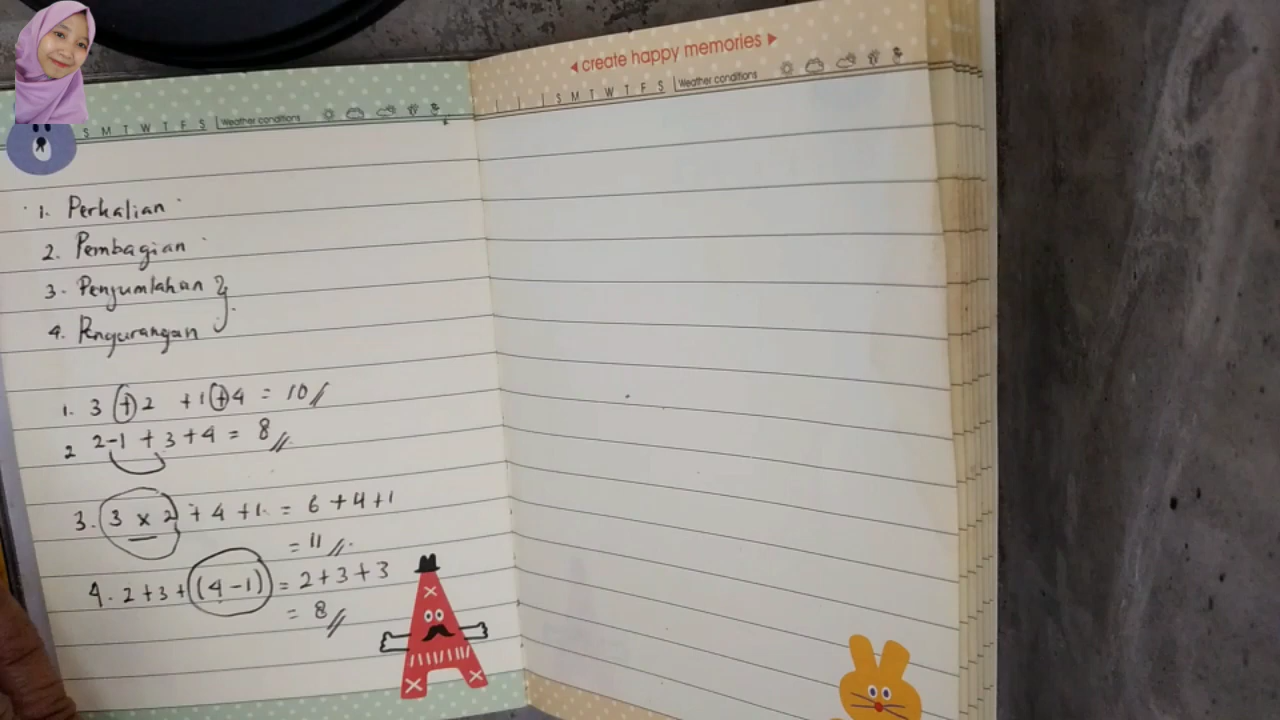 create happy memories
S M T W T F S Weather conditions
S M T W T F S Weather conditions
1. Perkalian
2. Pembagian
3. Penjumlahan
4. Pengurangan
1. 3 + 2 + 1 + 4 = 10
2 2 - 1 + 3 + 4 = 8
3. 3 x 2 + 4 + 1 = 6 + 4 + 1
= 11
4. 2 + 3 + (4 - 1) = 2 + 3 + 3
= 8